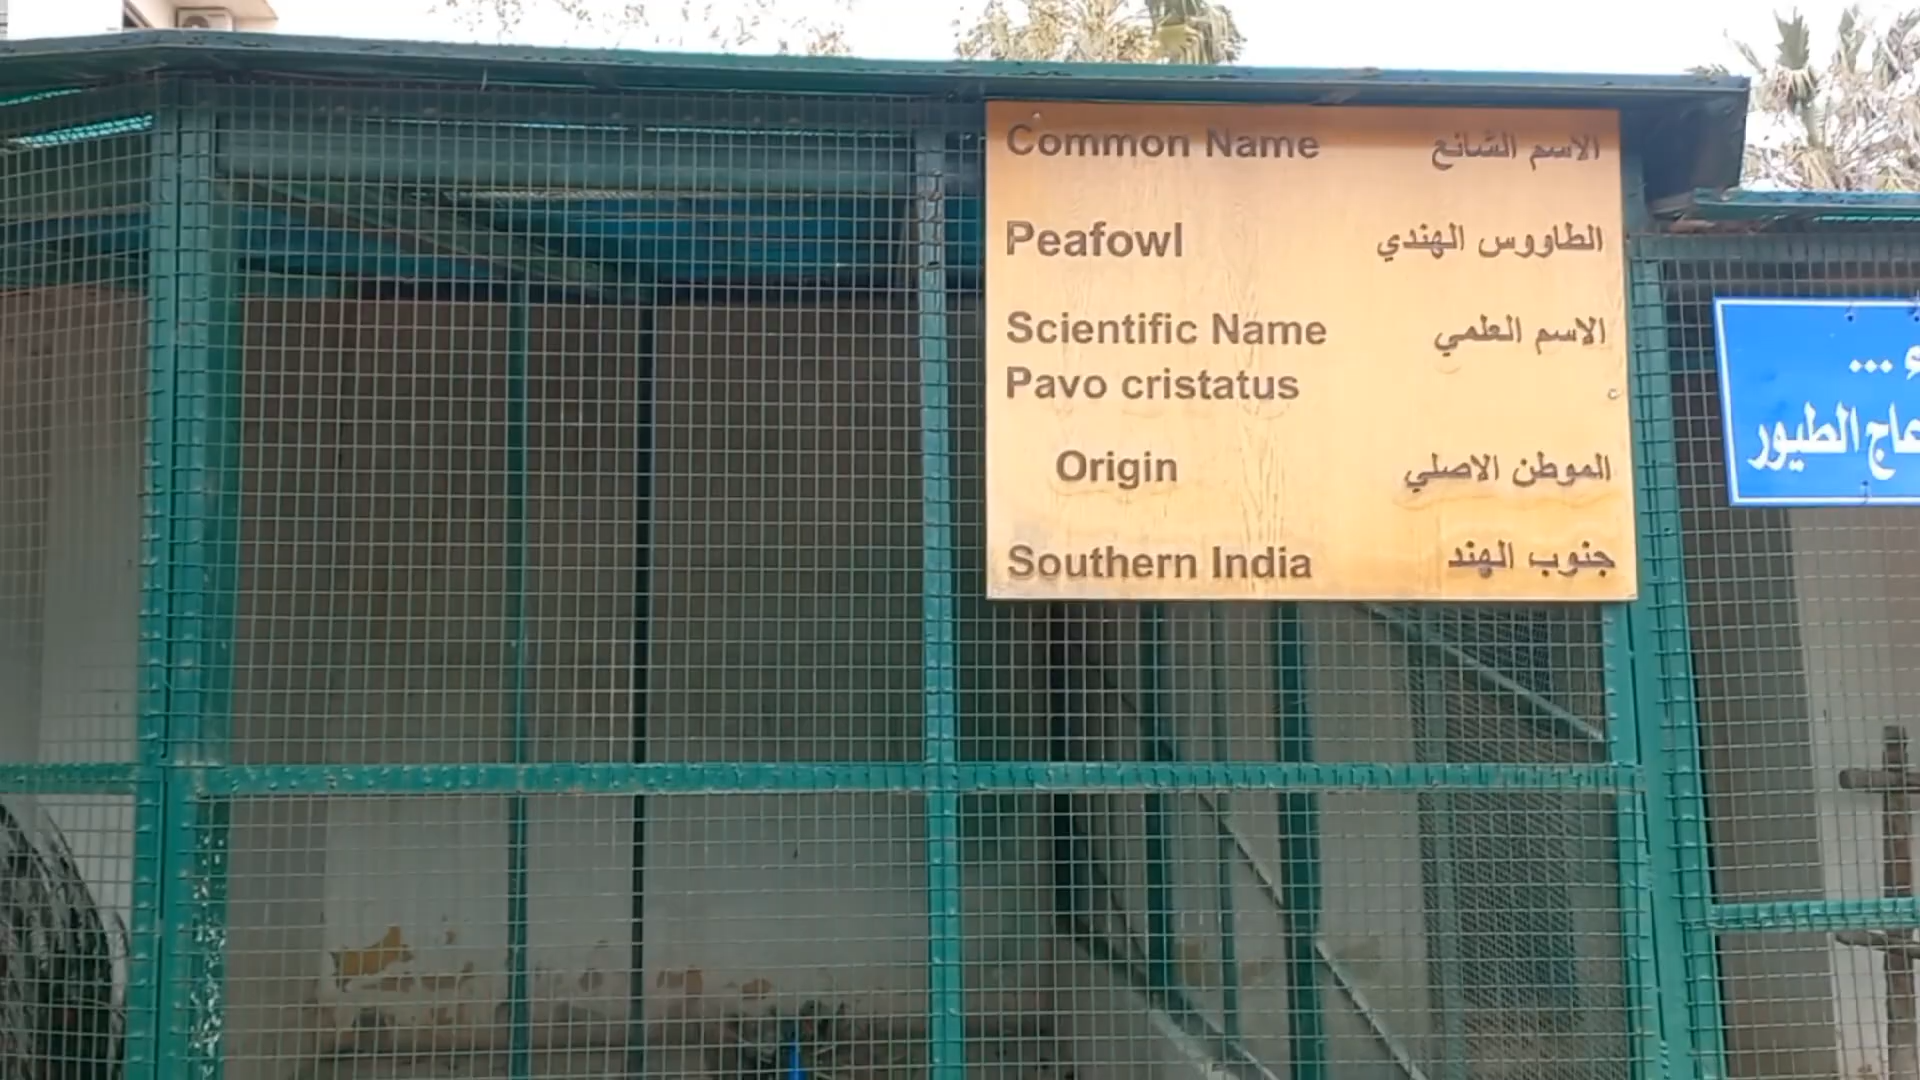 Common Name الاسم الشائع
Peafowl الطاووس الهندي
Scientific Name الاسم العلمي
Pavo cristatus
Origin الموطن الاصلي
Southern India جنوب الهند
...
الطيور